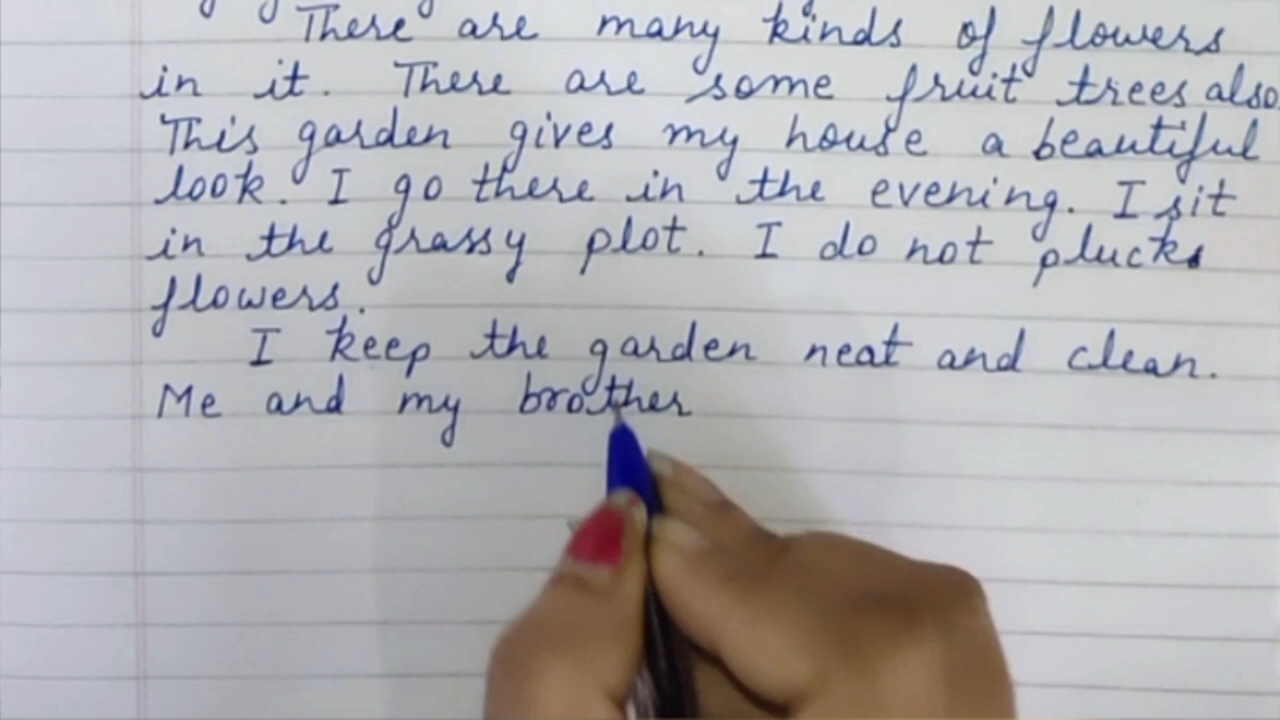 There are many kinds of flowers
in it. There are some fruit trees also
This garden gives my house a beautiful
look. I go there in the evening. I sit
in the grassy plot. I do not pluck
flowers.
I keep the garden neat and clean.
Me and my brother